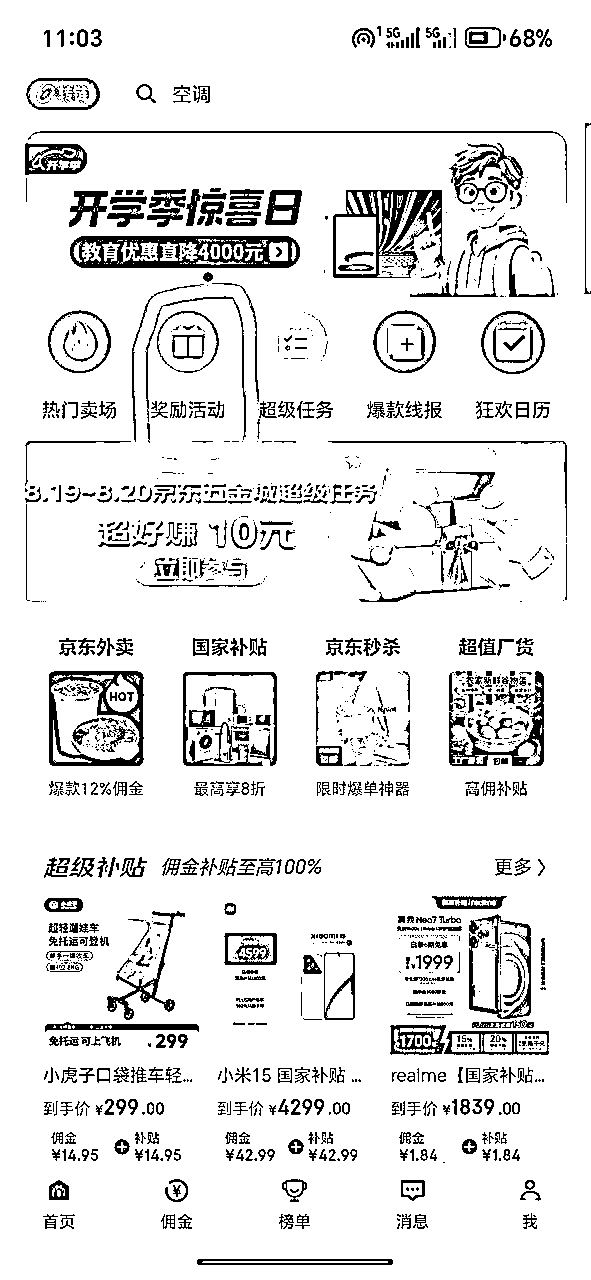 11:03
5G 5G 68%
空调
开学季惊喜日
教育优惠直降4000元
热门卖场 奖励活动 超级任务 爆款线报 狂欢日历
8.19~8.20京东五金城超级任务
超好赚 10元
立即参与
京东外卖 国家补贴 京东秒杀 超值厂货
HOT
爆款12%佣金 最高享8折 限时爆单神器 高佣补贴
超级补贴 佣金补贴至高100% 更多
超轻遛娃车
免托运可登机
免托运 可上飞机 299
4599
真我 Neo7 Turbo
1999
1700
15% 20%
小虎子口袋推车轻... 小米15 国家补贴 ... realme【国家补贴...
到手价 ¥299.00 到手价 ¥4299.00 到手价 ¥1839.00
佣金 补贴 佣金 补贴 佣金 补贴
¥14.95 ¥14.95 ¥42.99 ¥42.99 ¥1.84 ¥1.84
首页 佣金 榜单 消息 我